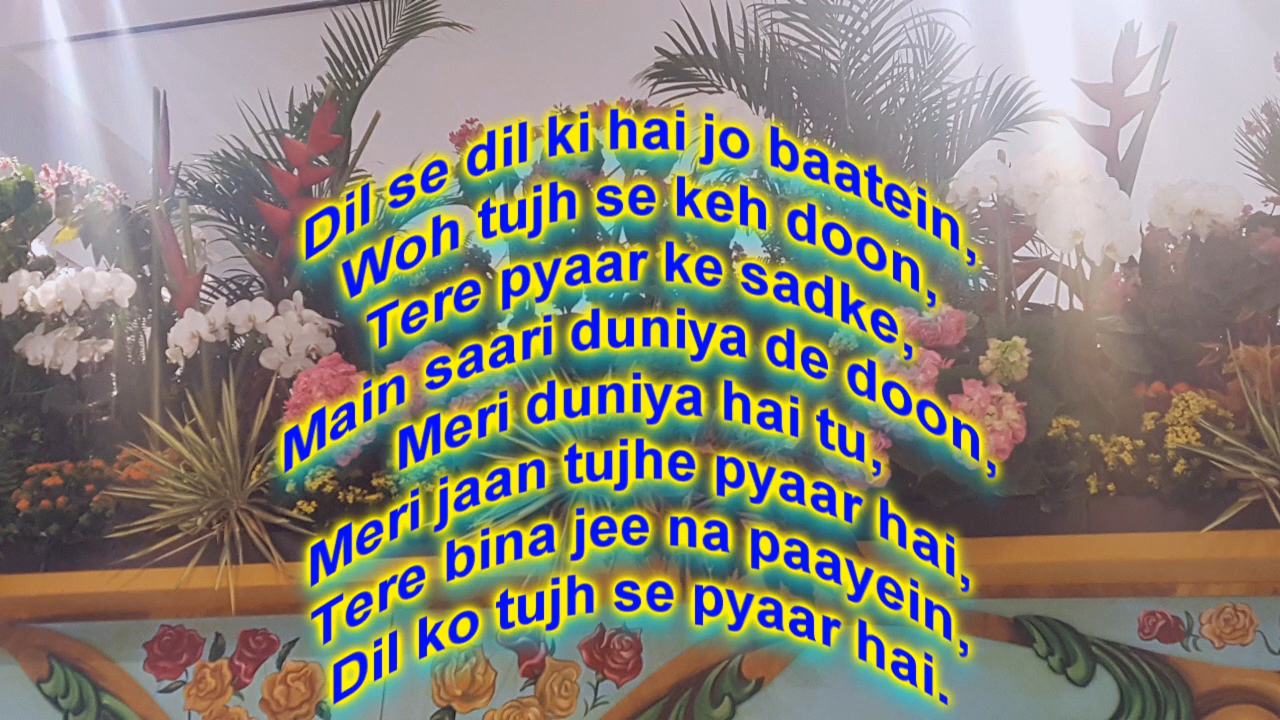 Dil se dil ki hai jo baatein,
Woh tujh se keh doon,
Tere pyaar ke sadke,
Main saari duniya de doon,
Meri duniya hai tu,
Meri jaan tujhe pyaar hai,
Tere bina jee na paayein,
Dil ko tujh se pyaar hai.